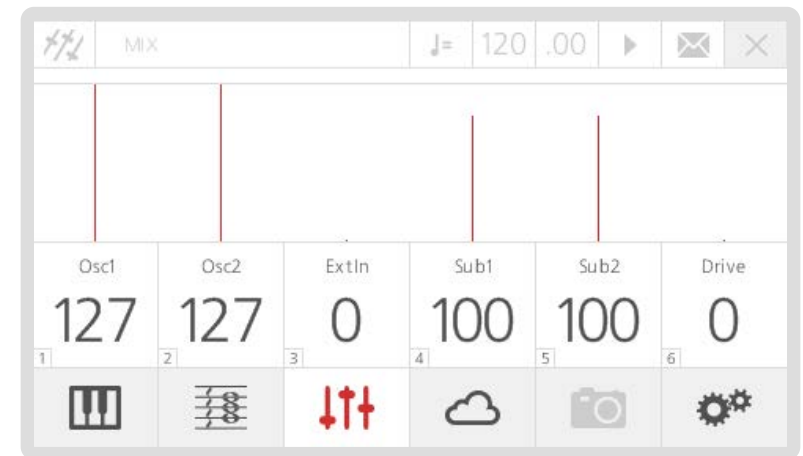 MIX ♩= 120 .00
Osc1 Osc2 ExtIn Sub1 Sub2 Drive
127 127 0 100 100 0
1 2 3 4 5 6